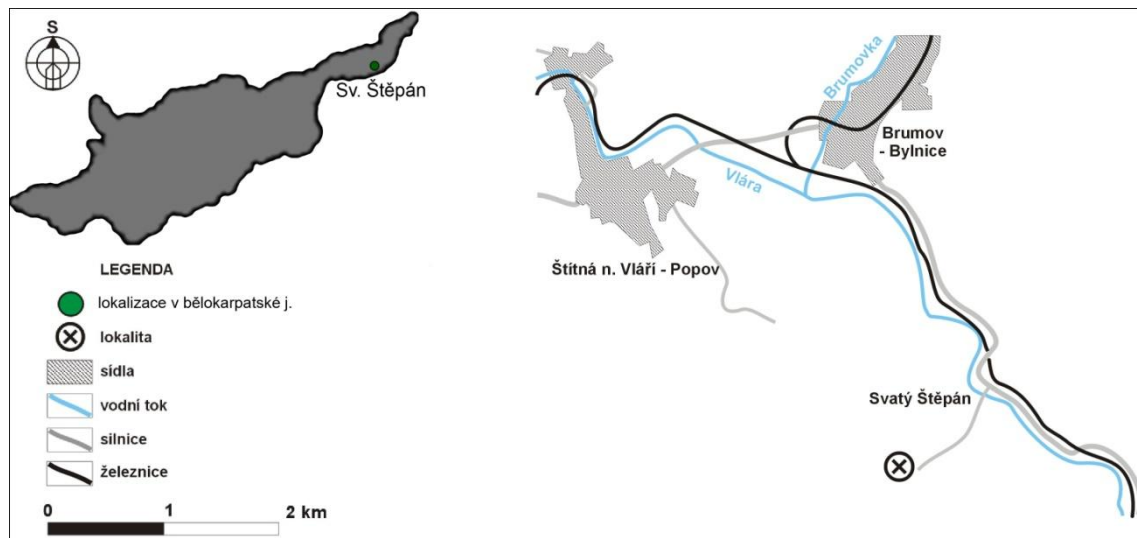 S
Sv. Štěpán
LEGENDA
lokalizace v bělokarpatské j.
lokalita
sídla
vodní tok
silnice
železnice
0 1 2 km
Brumovka
Brumov
- Bylnice
Vlára
Štítná n. Vláří - Popov
Svatý Štěpán